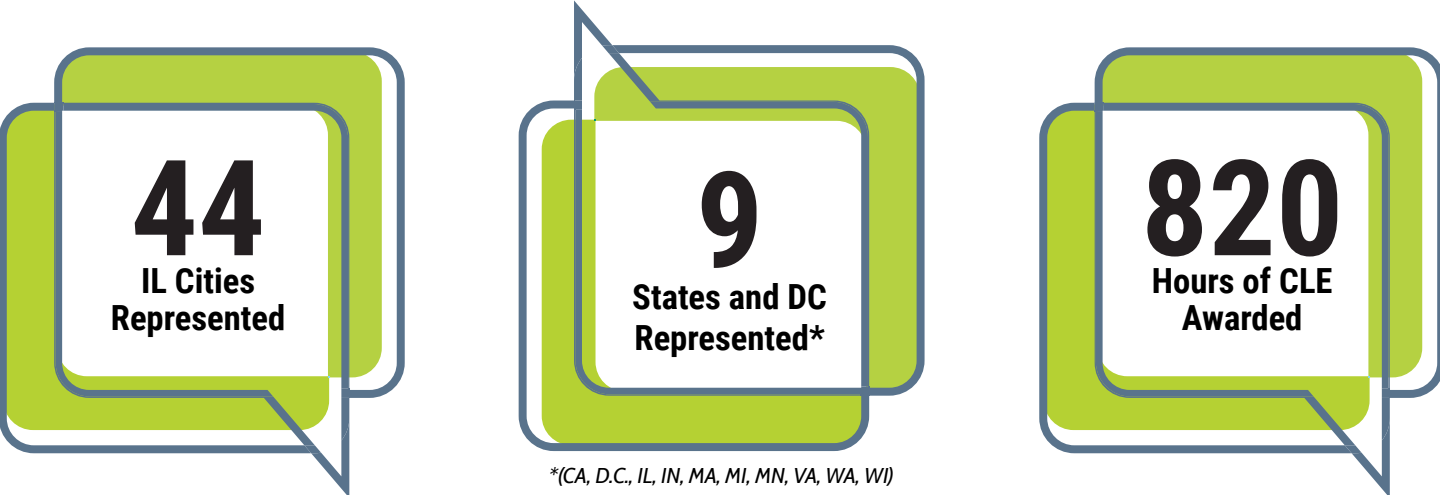 44
IL Cities
Represented
9
States and DC
Represented*
*(CA, D.C., IL, IN, MA, MI, MN, VA, WA, WI)
820
Hours of CLE
Awarded